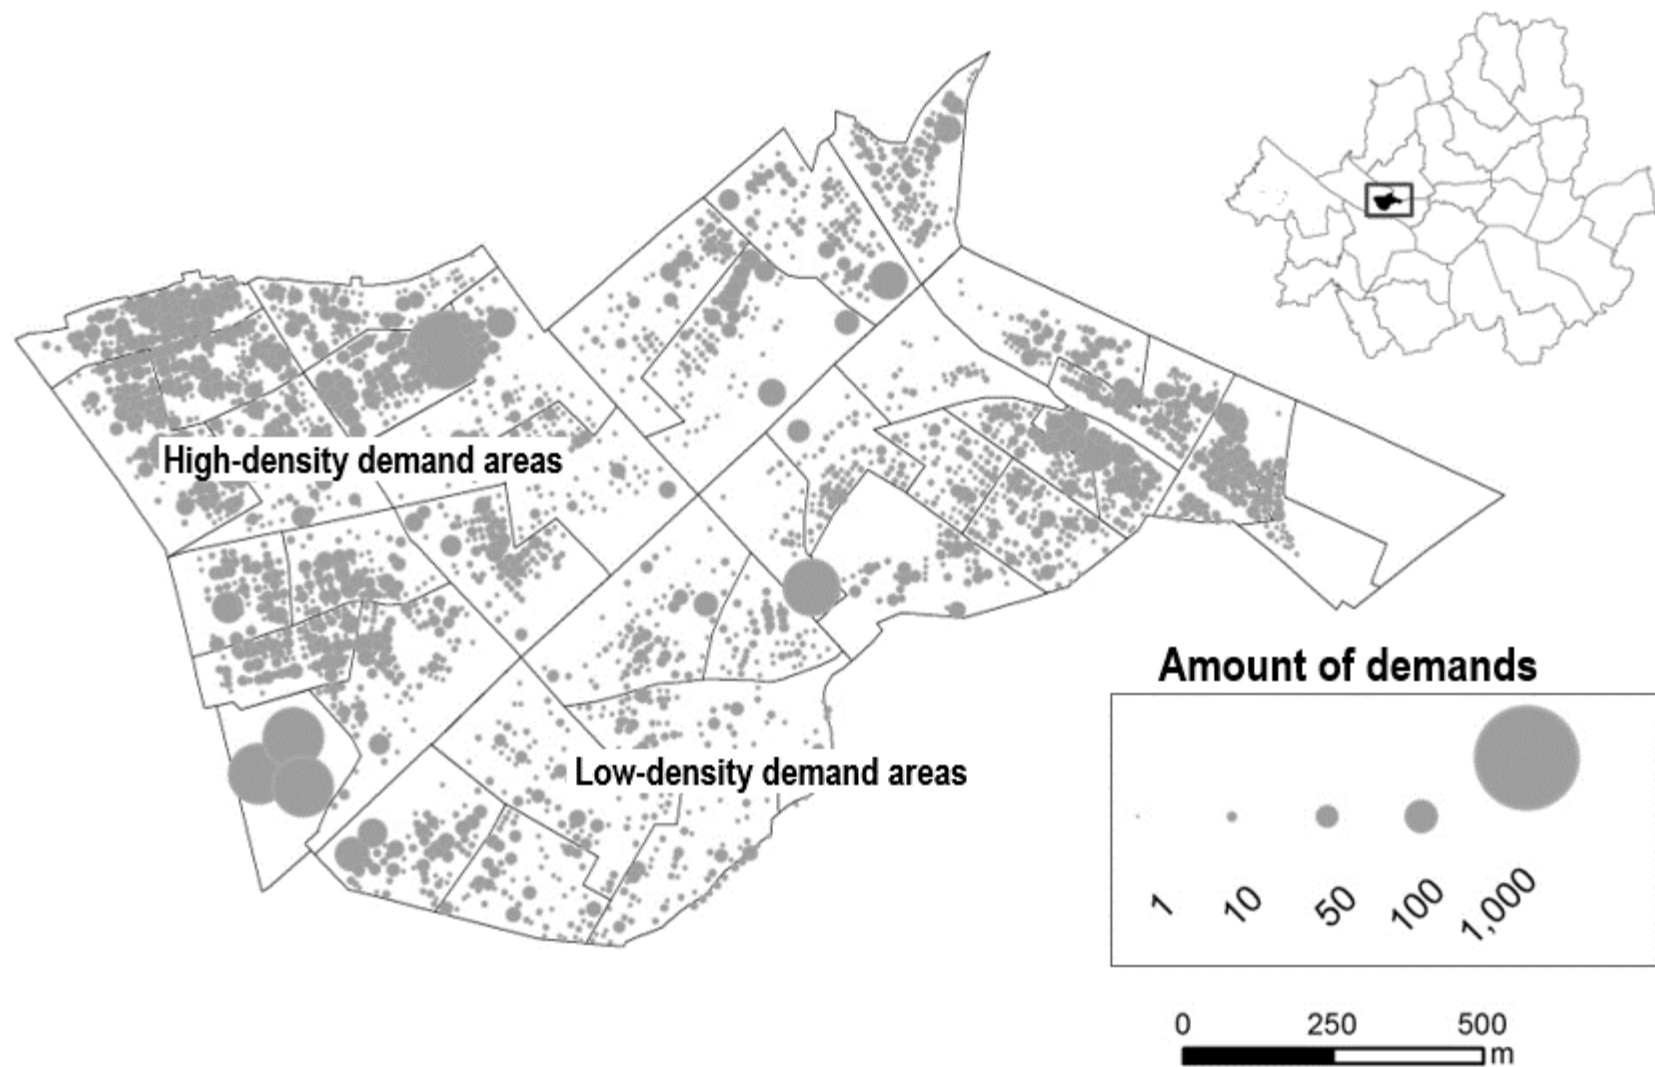 High-density demand areas
Low-density demand areas
Amount of demands
1
10
50
100
1,000
0 250 500
m